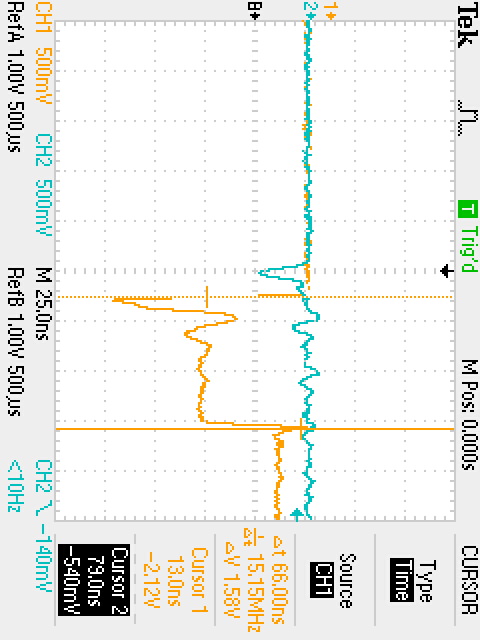 Tek T Trig'd M Pos: 0.000s CURSOR
Type
Time
Source
CH1
1
2
Δt 66.00ns
1/Δt 15.15MHz
ΔV 1.58V
B
Cursor 1
13.0ns
-2.12V
Cursor 2
79.0ns
-540mV
CH1 500mV CH2 500mV M 25.0ns CH2 \ -140mV
RefA 1.00V 500µs RefB 1.00V 500µs <10Hz